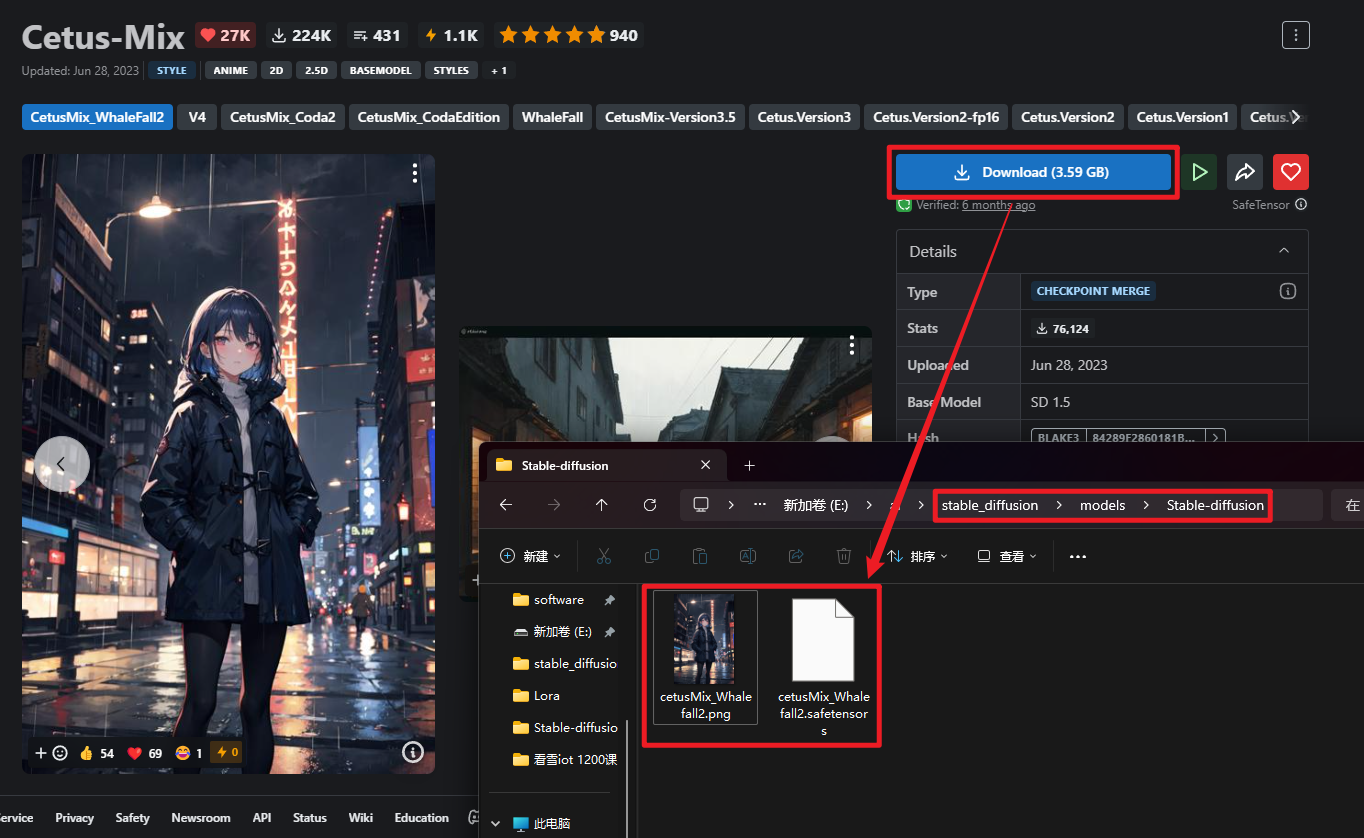 Cetus-Mix 27K 224K 431 1.1K 940
Updated: Jun 28, 2023 STYLE ANIME 2D 2.5D BASEMODEL STYLES + 1
CetusMix_WhaleFall2 V4 CetusMix_Coda2 CetusMix_CodaEdition WhaleFall CetusMix-Version3.5 Cetus.Version3 Cetus.Version2-fp16 Cetus.Version2 Cetus.Version1
Download (3.59 GB)
Verified: 6 months ago SafeTensor
Details
Type CHECKPOINT MERGE
Stats 76,124
Uploaded Jun 28, 2023
Base Model SD 1.5
Hash BLAKE3 84289F2860181B...
54 69 1 0
Privacy Safety Newsroom API Status Wiki Education
Stable-diffusion
新加卷 (E:) stable_diffusion models Stable-diffusion 在
新建 排序 查看
software
新加卷 (E:)
stable_diffusio
Lora
Stable-diffusio
看雪iot 1200课
此电脑
cetusMix_Whale
fall2.png
cetusMix_Whale
fall2.safetensor
s